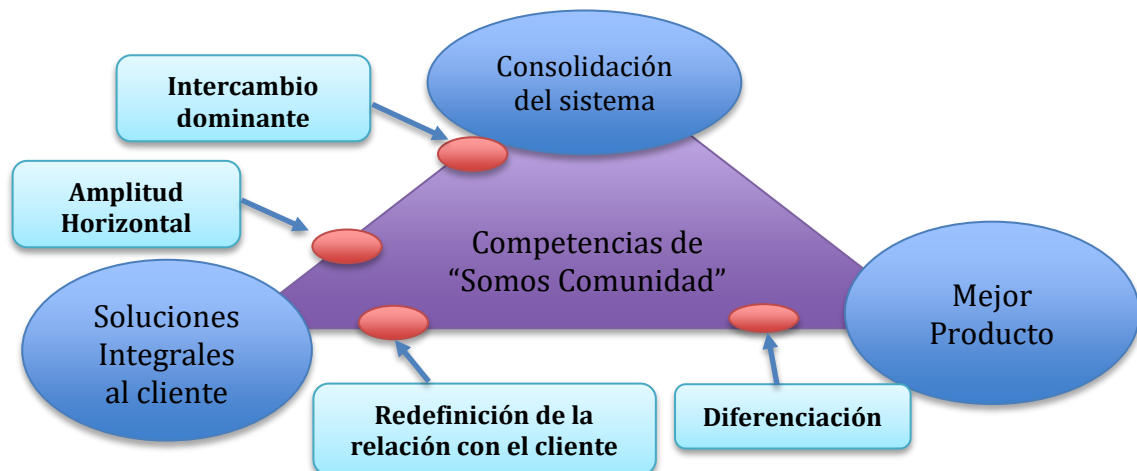 Consolidación
del sistema
Intercambio
dominante
Amplitud
Horizontal
Competencias de
“Somos Comunidad”
Soluciones
Integrales
al cliente
Mejor
Producto
Redefinición de la
relación con el cliente
Diferenciación